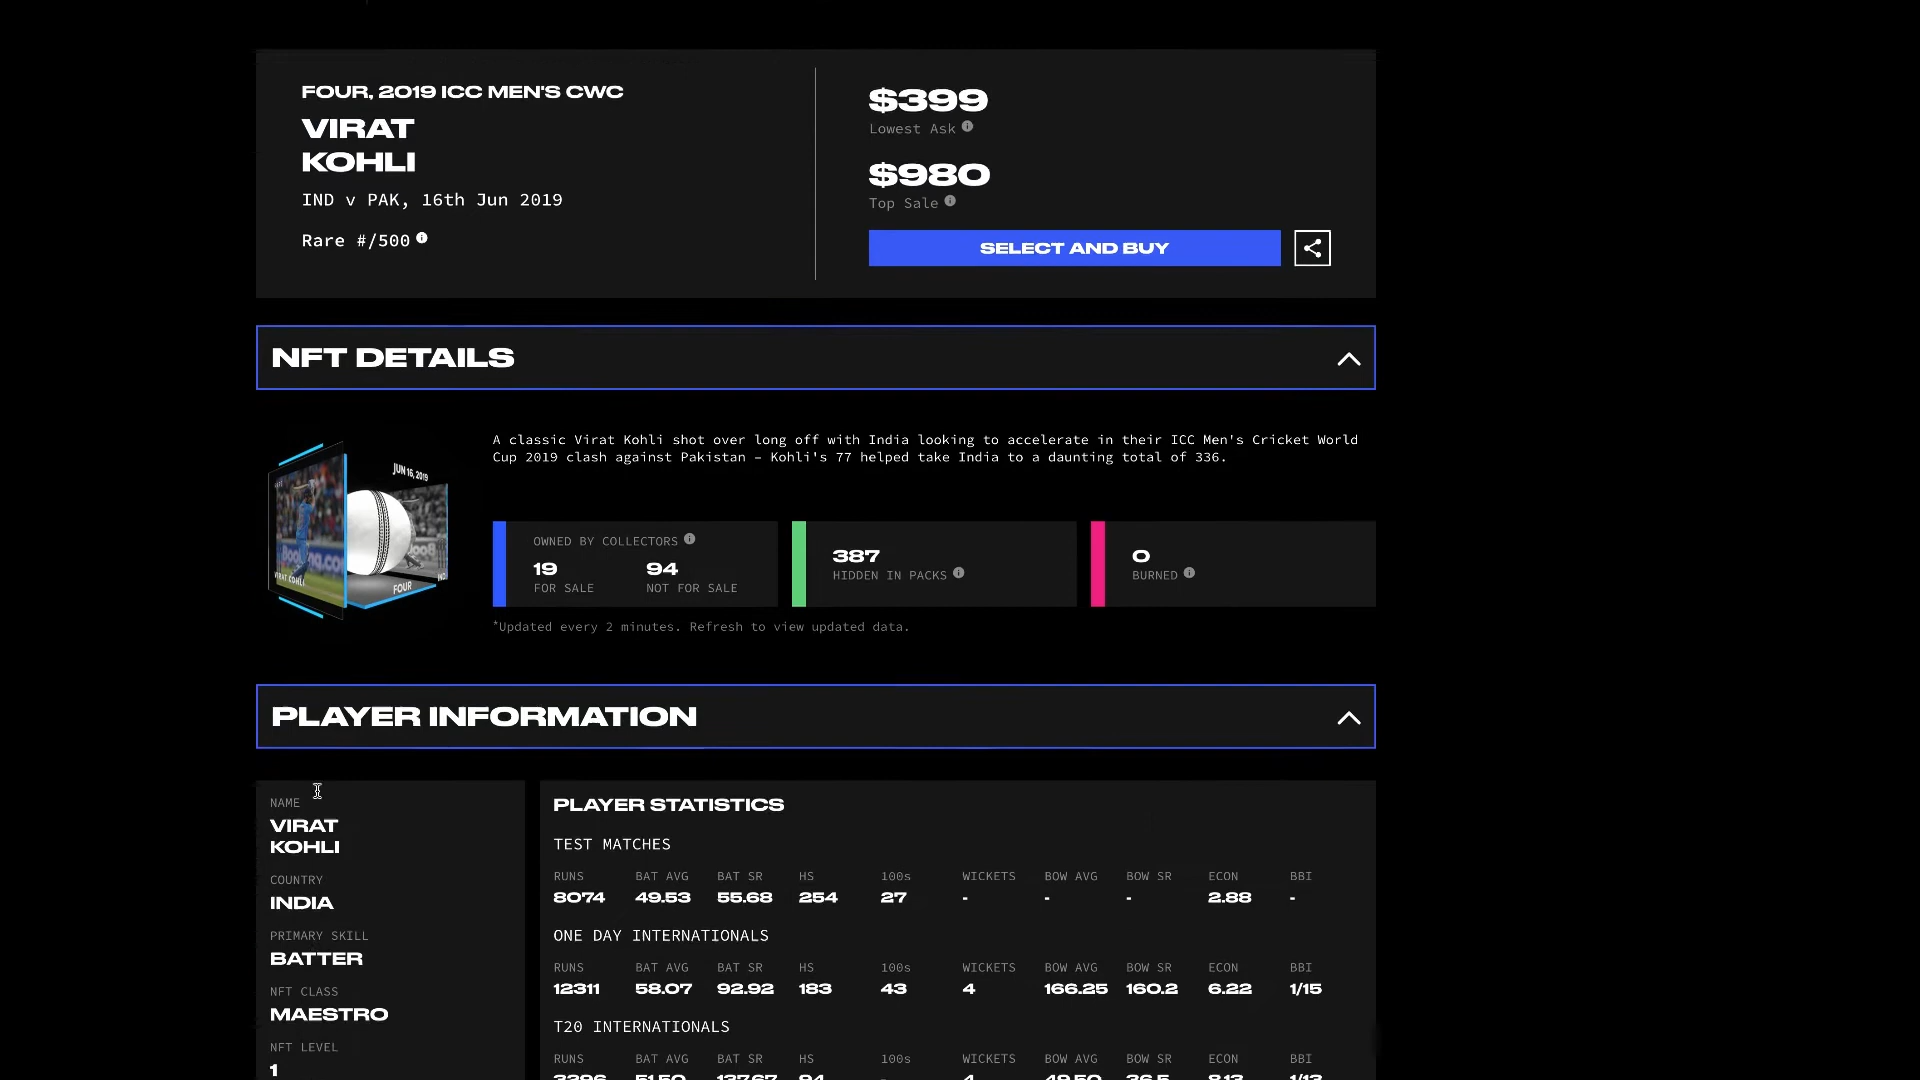 FOUR, 2019 ICC MEN'S CWC
VIRAT
KOHLI
IND v PAK, 16th Jun 2019
Rare #/500
$399
Lowest Ask
$980
Top Sale
SELECT AND BUY
NFT DETAILS
JUN 16, 2019
VIRAT KOHLI
FOUR
A classic Virat Kohli shot over long off with India looking to accelerate in their ICC Men's Cricket World
Cup 2019 clash against Pakistan – Kohli's 77 helped take India to a daunting total of 336.
OWNED BY COLLECTORS
19 94
FOR SALE NOT FOR SALE
387
HIDDEN IN PACKS
0
BURNED
*Updated every 2 minutes. Refresh to view updated data.
PLAYER INFORMATION
NAME
VIRAT
KOHLI
COUNTRY
INDIA
PRIMARY SKILL
BATTER
NFT CLASS
MAESTRO
NFT LEVEL
1
PLAYER STATISTICS
TEST MATCHES
RUNS BAT AVG BAT SR HS 100s WICKETS BOW AVG BOW SR ECON BBI
8074 49.53 55.68 254 27 - - - 2.88 -
ONE DAY INTERNATIONALS
RUNS BAT AVG BAT SR HS 100s WICKETS BOW AVG BOW SR ECON BBI
12311 58.07 92.92 183 43 4 166.25 160.2 6.22 1/15
T20 INTERNATIONALS
RUNS BAT AVG BAT SR HS 100s WICKETS BOW AVG BOW SR ECON BBI